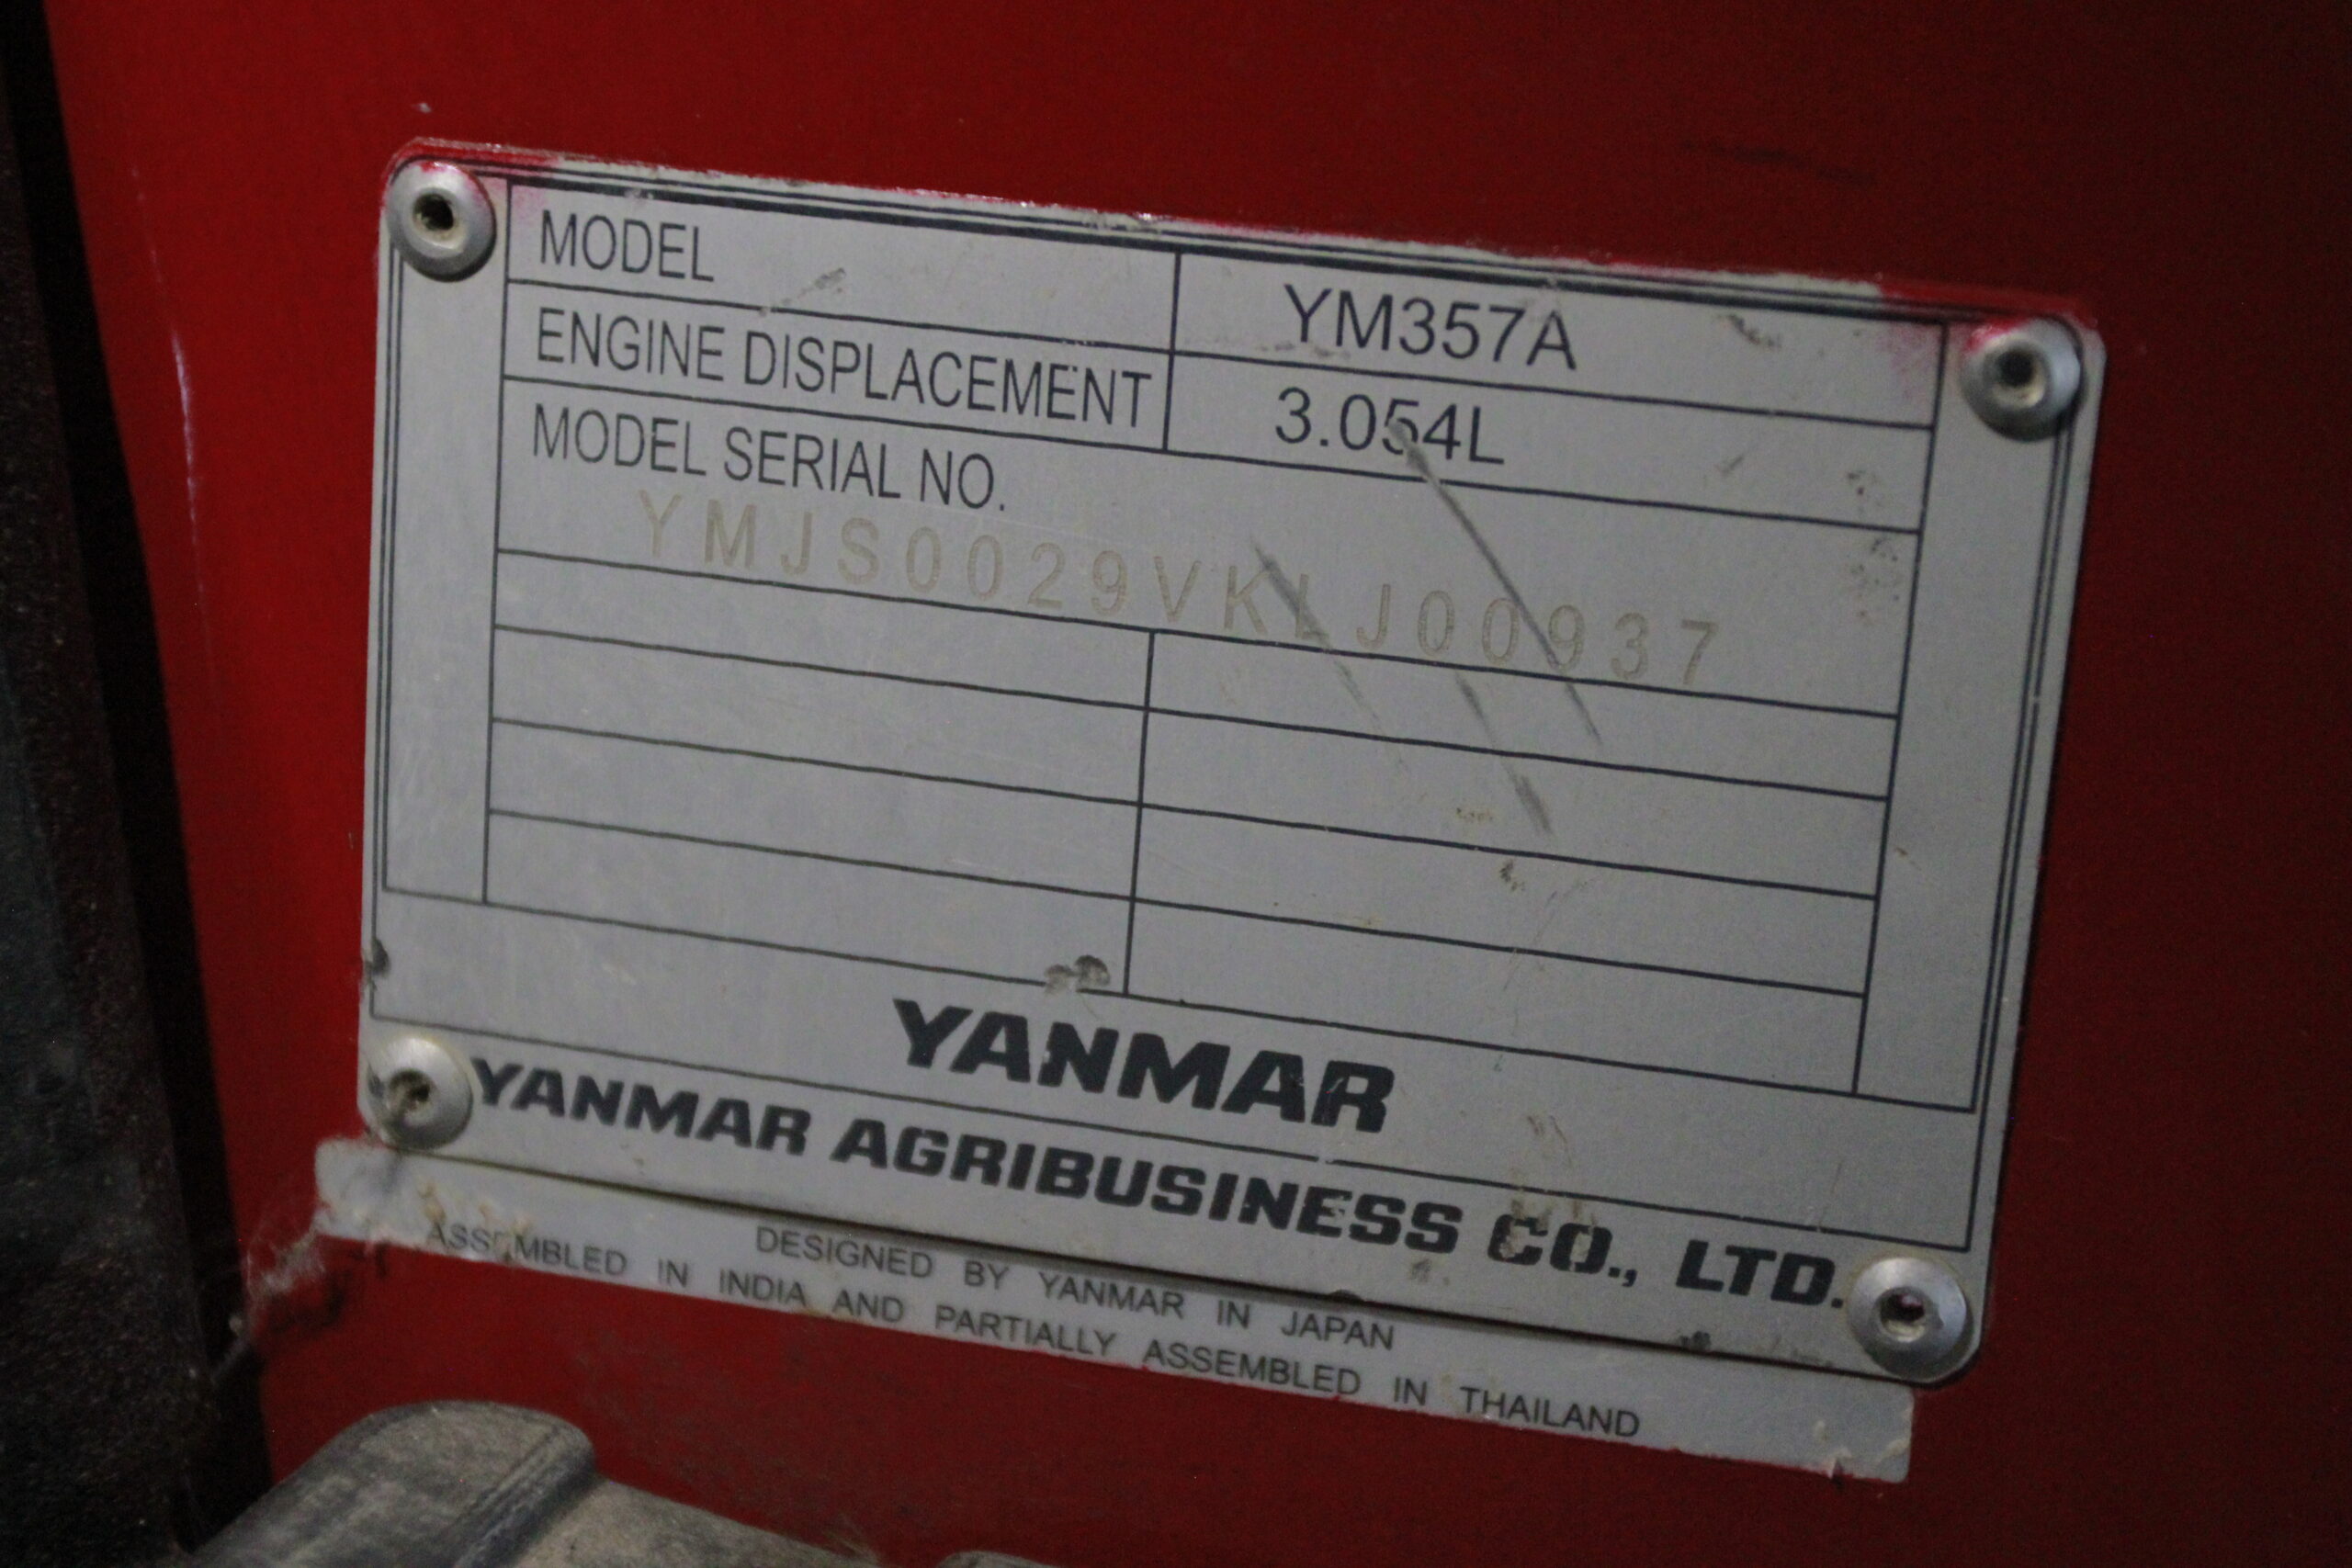 MODEL YM357A
ENGINE DISPLACEMENT 3.054L
MODEL SERIAL NO.
YMJS0029VKLJ00937
YANMAR
YANMAR AGRIBUSINESS CO., LTD.
DESIGNED BY YANMAR IN JAPAN
ASSEMBLED IN INDIA AND PARTIALLY ASSEMBLED IN THAILAND